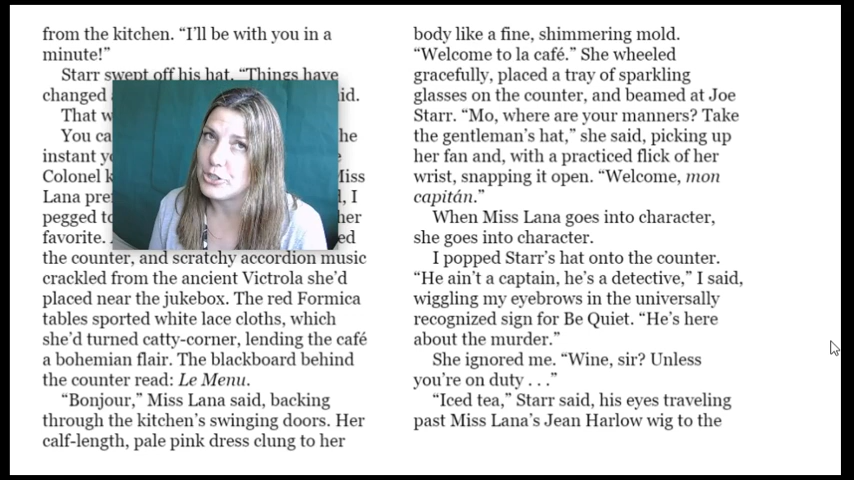 from the kitchen. “I’ll be with you in a
minute!”
Starr swept off his hat. “Things have
changed
That w
You ca
instant yo
Colonel k
Miss
Lana pre
, I
pegged to
her
favorite.
the counter, and scratchy accordion music
crackled from the ancient Victrola she’d
placed near the jukebox. The red Formica
tables sported white lace cloths, which
she’d turned catty-corner, lending the café
a bohemian flair. The blackboard behind
the counter read: Le Menu.
“Bonjour,” Miss Lana said, backing
through the kitchen’s swinging doors. Her
calf-length, pale pink dress clung to her
body like a fine, shimmering mold.
“Welcome to la café.” She wheeled
gracefully, placed a tray of sparkling
glasses on the counter, and beamed at Joe
Starr. “Mo, where are your manners? Take
the gentleman’s hat,” she said, picking up
her fan and, with a practiced flick of her
wrist, snapping it open. “Welcome, mon
capitán.”
When Miss Lana goes into character,
she goes into character.
I popped Starr’s hat onto the counter.
“He ain’t a captain, he’s a detective,” I said,
wiggling my eyebrows in the universally
recognized sign for Be Quiet. “He’s here
about the murder.”
She ignored me. “Wine, sir? Unless
you’re on duty . . .”
“Iced tea,” Starr said, his eyes traveling
past Miss Lana’s Jean Harlow wig to the